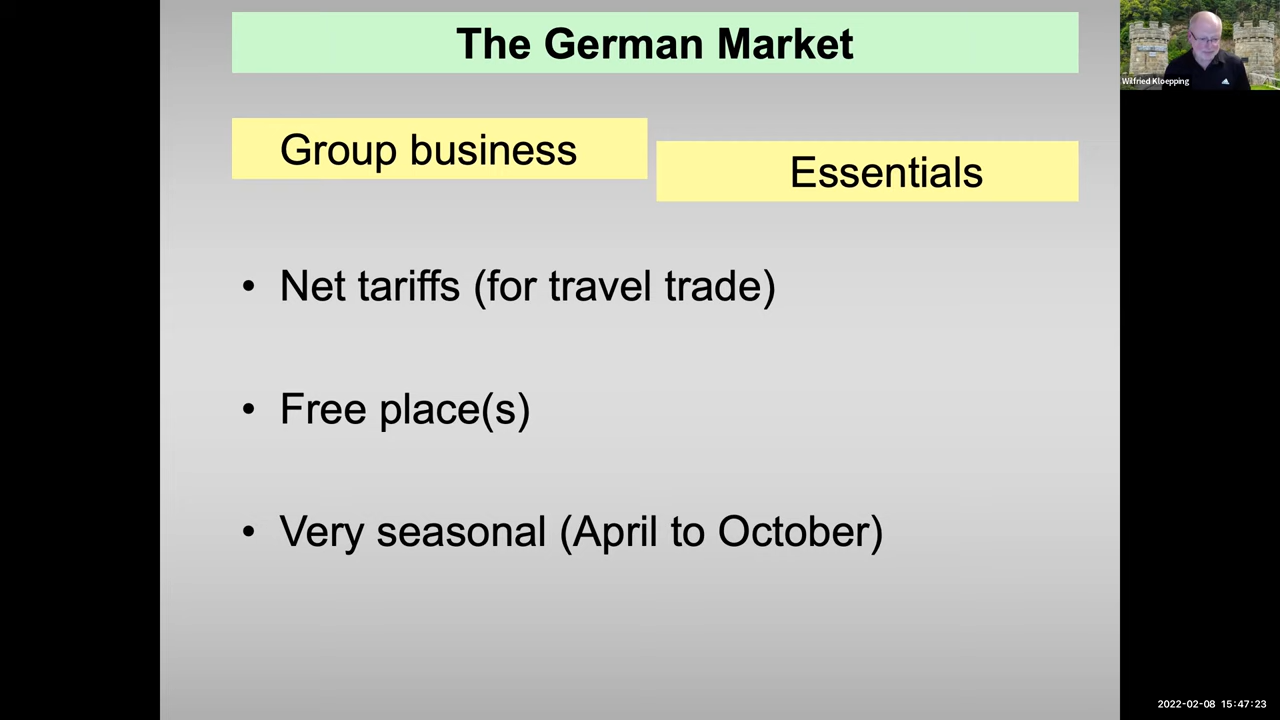 The German Market
Wilfried Kloepping
Group business
Essentials
• Net tariffs (for travel trade)
• Free place(s)
• Very seasonal (April to October)
2022-02-08 15:47:23